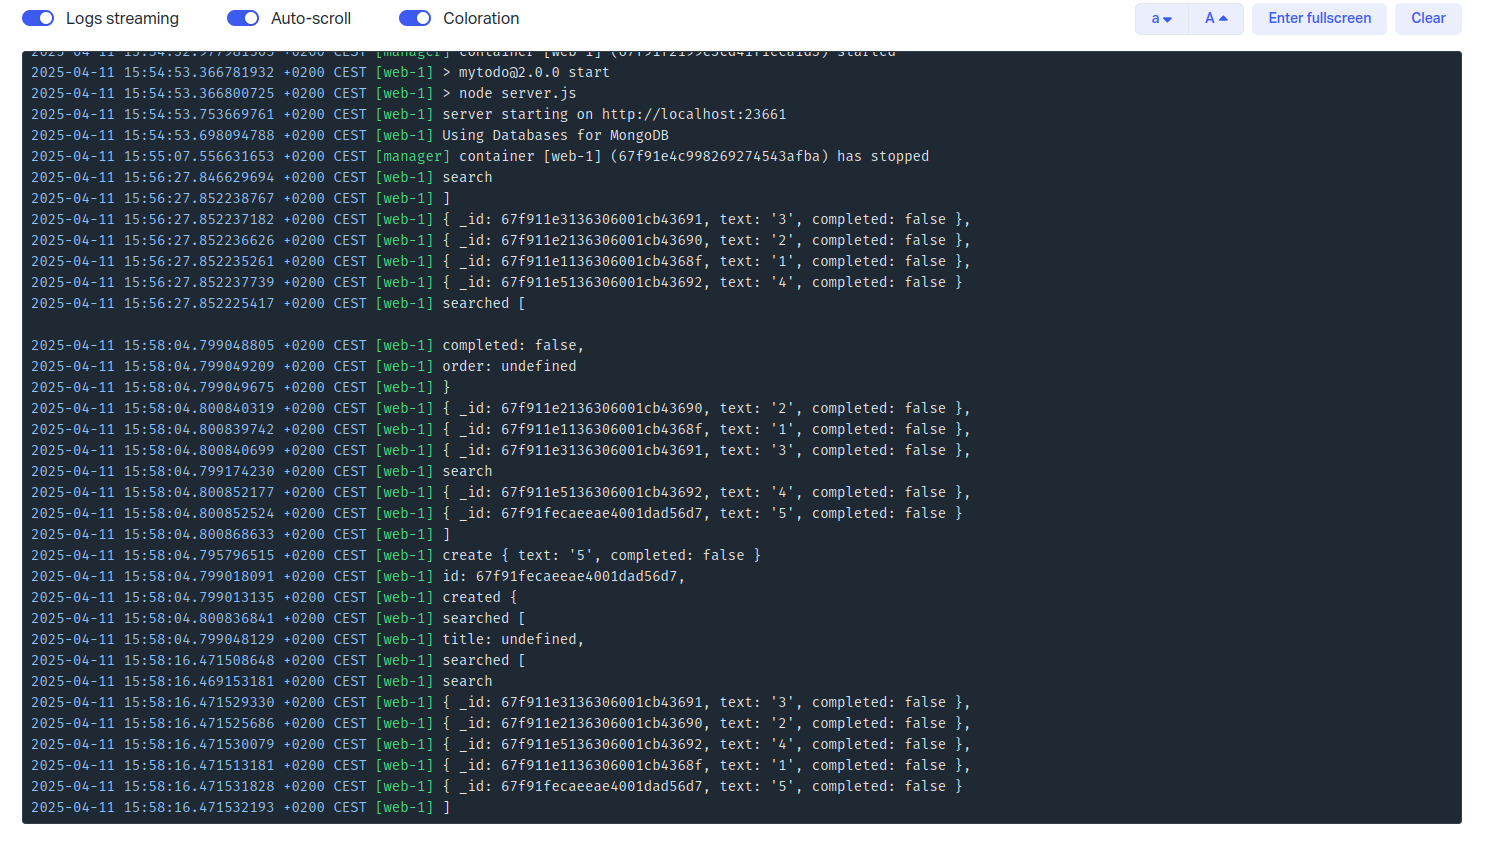 Logs streaming Auto-scroll Coloration a A Enter fullscreen Clear
2025-04-11 15:54:53.366781932 +0200 CEST [web-1] > mytodo@2.0.0 start
2025-04-11 15:54:53.366800725 +0200 CEST [web-1] > node server.js
2025-04-11 15:54:53.753669761 +0200 CEST [web-1] server starting on http://localhost:23661
2025-04-11 15:54:53.698094788 +0200 CEST [web-1] Using Databases for MongoDB
2025-04-11 15:55:07.556631653 +0200 CEST [manager] container [web-1] (67f91e4c998269274543afba) has stopped
2025-04-11 15:56:27.846629694 +0200 CEST [web-1] search
2025-04-11 15:56:27.852238767 +0200 CEST [web-1] ]
2025-04-11 15:56:27.852237182 +0200 CEST [web-1] { _id: 67f911e3136306001cb43691, text: '3', completed: false },
2025-04-11 15:56:27.852236626 +0200 CEST [web-1] { _id: 67f911e2136306001cb43690, text: '2', completed: false },
2025-04-11 15:56:27.852235261 +0200 CEST [web-1] { _id: 67f911e1136306001cb4368f, text: '1', completed: false },
2025-04-11 15:56:27.852237739 +0200 CEST [web-1] { _id: 67f911e5136306001cb43692, text: '4', completed: false }
2025-04-11 15:56:27.852225417 +0200 CEST [web-1] searched [
2025-04-11 15:58:04.799048805 +0200 CEST [web-1] completed: false,
2025-04-11 15:58:04.799049209 +0200 CEST [web-1] order: undefined
2025-04-11 15:58:04.799049675 +0200 CEST [web-1] }
2025-04-11 15:58:04.800840319 +0200 CEST [web-1] { _id: 67f911e2136306001cb43690, text: '2', completed: false },
2025-04-11 15:58:04.800839742 +0200 CEST [web-1] { _id: 67f911e1136306001cb4368f, text: '1', completed: false },
2025-04-11 15:58:04.800840699 +0200 CEST [web-1] { _id: 67f911e3136306001cb43691, text: '3', completed: false },
2025-04-11 15:58:04.799174230 +0200 CEST [web-1] search
2025-04-11 15:58:04.800852177 +0200 CEST [web-1] { _id: 67f911e5136306001cb43692, text: '4', completed: false },
2025-04-11 15:58:04.800852524 +0200 CEST [web-1] { _id: 67f91fecaeeae4001dad56d7, text: '5', completed: false }
2025-04-11 15:58:04.800868633 +0200 CEST [web-1] ]
2025-04-11 15:58:04.795796515 +0200 CEST [web-1] create { text: '5', completed: false }
2025-04-11 15:58:04.799018091 +0200 CEST [web-1] id: 67f91fecaeeae4001dad56d7,
2025-04-11 15:58:04.799013135 +0200 CEST [web-1] created {
2025-04-11 15:58:04.800836841 +0200 CEST [web-1] searched [
2025-04-11 15:58:04.799048129 +0200 CEST [web-1] title: undefined,
2025-04-11 15:58:16.471508648 +0200 CEST [web-1] searched [
2025-04-11 15:58:16.469153181 +0200 CEST [web-1] search
2025-04-11 15:58:16.471529330 +0200 CEST [web-1] { _id: 67f911e3136306001cb43691, text: '3', completed: false },
2025-04-11 15:58:16.471525686 +0200 CEST [web-1] { _id: 67f911e2136306001cb43690, text: '2', completed: false },
2025-04-11 15:58:16.471530079 +0200 CEST [web-1] { _id: 67f911e5136306001cb43692, text: '4', completed: false },
2025-04-11 15:58:16.471513181 +0200 CEST [web-1] { _id: 67f911e1136306001cb4368f, text: '1', completed: false },
2025-04-11 15:58:16.471531828 +0200 CEST [web-1] { _id: 67f91fecaeeae4001dad56d7, text: '5', completed: false }
2025-04-11 15:58:16.471532193 +0200 CEST [web-1] ]